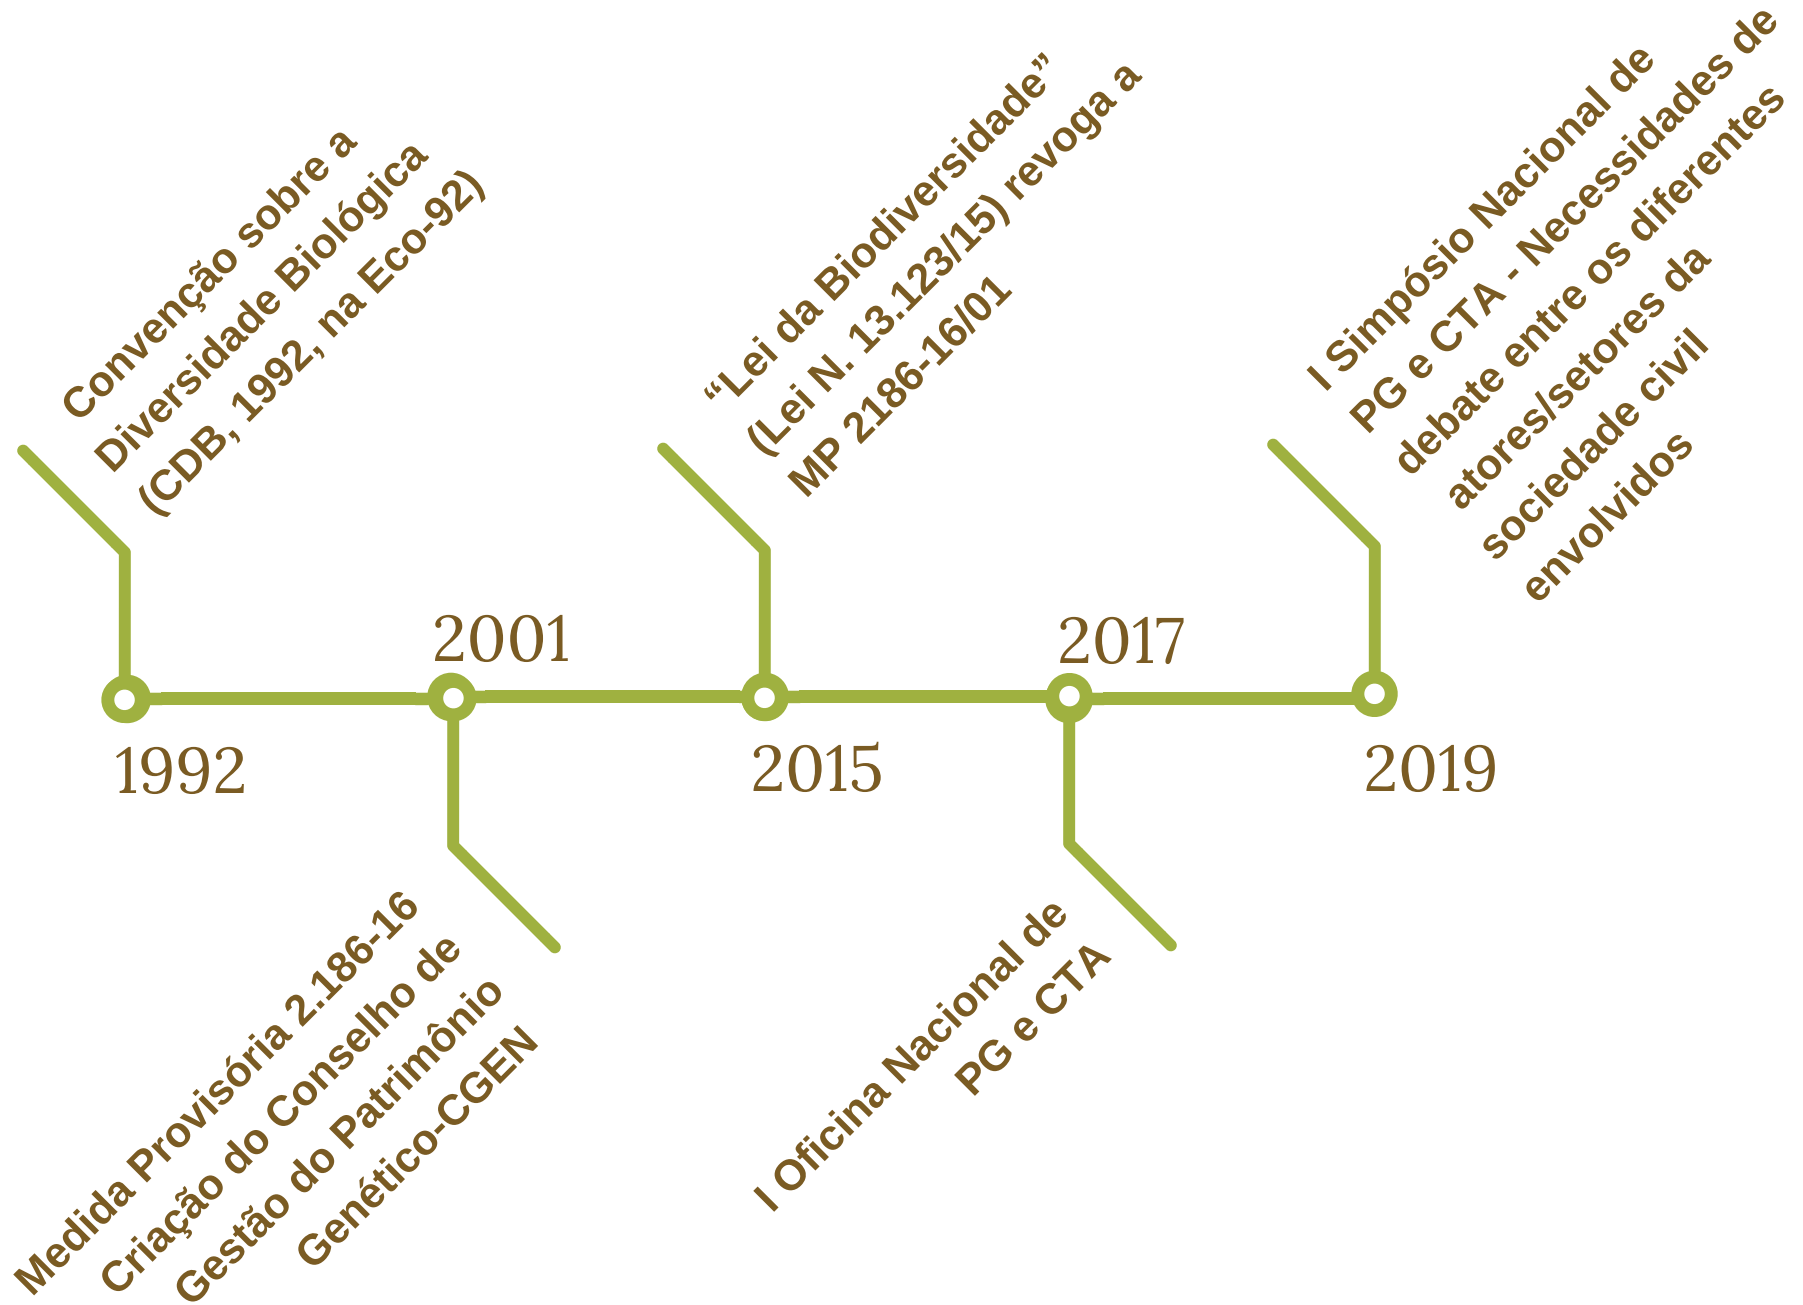 Convenção sobre a
Diversidade Biológica
(CDB, 1992, na Eco-92)
1992
2001
Medida Provisória 2.186-16
Criação do Conselho de
Gestão do Patrimônio
Genético-CGEN
“Lei da Biodiversidade”
(Lei N. 13.123/15) revoga a
MP 2186-16/01
2015
2017
I Oficina Nacional de
PG e CTA
I Simpósio Nacional de
PG e CTA - Necessidades de
debate entre os diferentes
atores/setores da
sociedade civil
envolvidos
2019